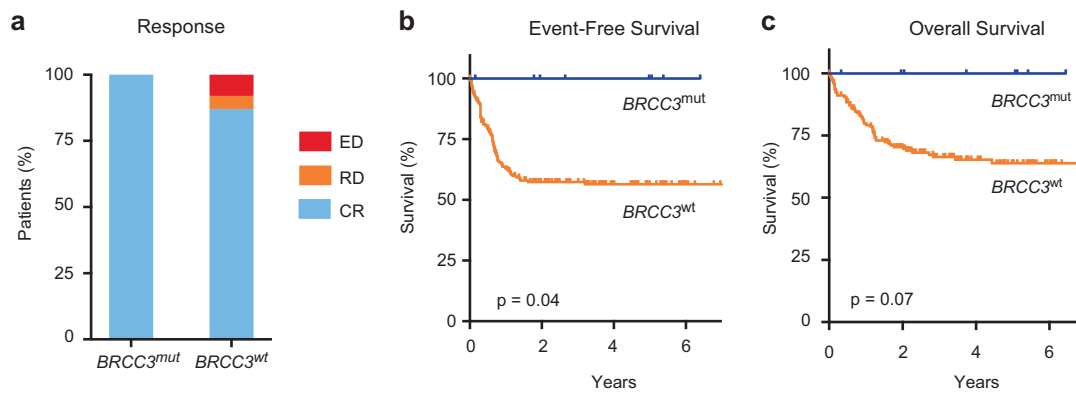 a
Response
Patients (%)
100
75
50
25
0
BRCC3mut
BRCC3wt
ED
RD
CR
b
Event-Free Survival
Survival (%)
100
75
50
25
0
BRCC3mut
BRCC3wt
p = 0.04
0 2 4 6
Years
c
Overall Survival
Survival (%)
100
75
50
25
0
BRCC3mut
BRCC3wt
p = 0.07
0 2 4 6
Years